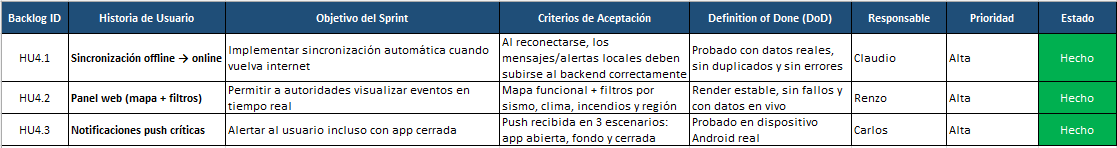 Backlog ID Historia de Usuario Objetivo del Sprint Criterios de Aceptación Definition of Done (DoD) Responsable Prioridad Estado
HU4.1 Sincronización offline → online Implementar sincronización automática cuando vuelva internet Al reconectarse, los mensajes/alertas locales deben subirse al backend correctamente Probado con datos reales, sin duplicados y sin errores Claudio Alta Hecho
HU4.2 Panel web (mapa + filtros) Permitir a autoridades visualizar eventos en tiempo real Mapa funcional + filtros por sismo, clima, incendios y región Render estable, sin fallos y con datos en vivo Renzo Alta Hecho
HU4.3 Notificaciones push críticas Alertar al usuario incluso con app cerrada Push recibida en 3 escenarios: app abierta, fondo y cerrada Probado en dispositivo Android real Carlos Alta Hecho